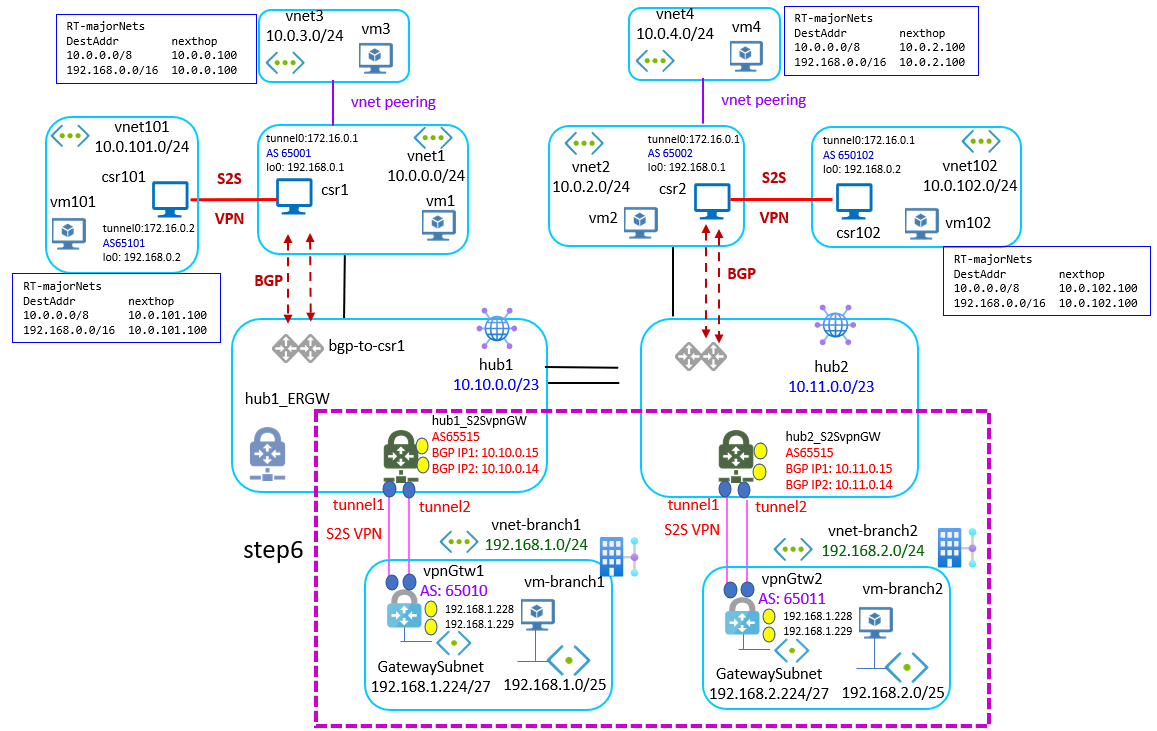 RT-majorNets
DestAddr nexthop
10.0.0.0/8 10.0.0.100
192.168.0.0/16 10.0.0.100
vnet3
10.0.3.0/24
vm3
vnet4
10.0.4.0/24
vm4
RT-majorNets
DestAddr nexthop
10.0.0.0/8 10.0.2.100
192.168.0.0/16 10.0.2.100
vnet peering
vnet peering
vnet101
10.0.101.0/24
csr101
vm101
tunnel0:172.16.0.2
AS65101
lo0: 192.168.0.2
S2S
VPN
tunnel0:172.16.0.1
AS 65001
lo0: 192.168.0.1
csr1
vnet1
10.0.0.0/24
vm1
vnet2
10.0.2.0/24
vm2
tunnel0:172.16.0.1
AS 65002
lo0: 192.168.0.1
csr2
S2S
VPN
tunnel0:172.16.0.1
AS 650102
lo0: 192.168.0.2
csr102
vnet102
10.0.102.0/24
vm102
RT-majorNets
DestAddr nexthop
10.0.0.0/8 10.0.101.100
192.168.0.0/16 10.0.101.100
BGP
BGP
RT-majorNets
DestAddr nexthop
10.0.0.0/8 10.0.102.100
192.168.0.0/16 10.0.102.100
bgp-to-csr1
hub1
10.10.0.0/23
hub1_ERGW
hub2
10.11.0.0/23
hub1_S2SvpnGW
AS65515
BGP IP1: 10.10.0.15
BGP IP2: 10.10.0.14
hub2_S2SvpnGW
AS65515
BGP IP1: 10.11.0.15
BGP IP2: 10.11.0.14
tunnel1
tunnel2
S2S VPN
tunnel1
tunnel2
S2S VPN
step6
vnet-branch1
192.168.1.0/24
vnet-branch2
192.168.2.0/24
vpnGtw1
AS: 65010
192.168.1.228
192.168.1.229
vm-branch1
GatewaySubnet
192.168.1.224/27
192.168.1.0/25
vpnGtw2
AS: 65011
192.168.1.228
192.168.1.229
vm-branch2
GatewaySubnet
192.168.2.224/27
192.168.2.0/25